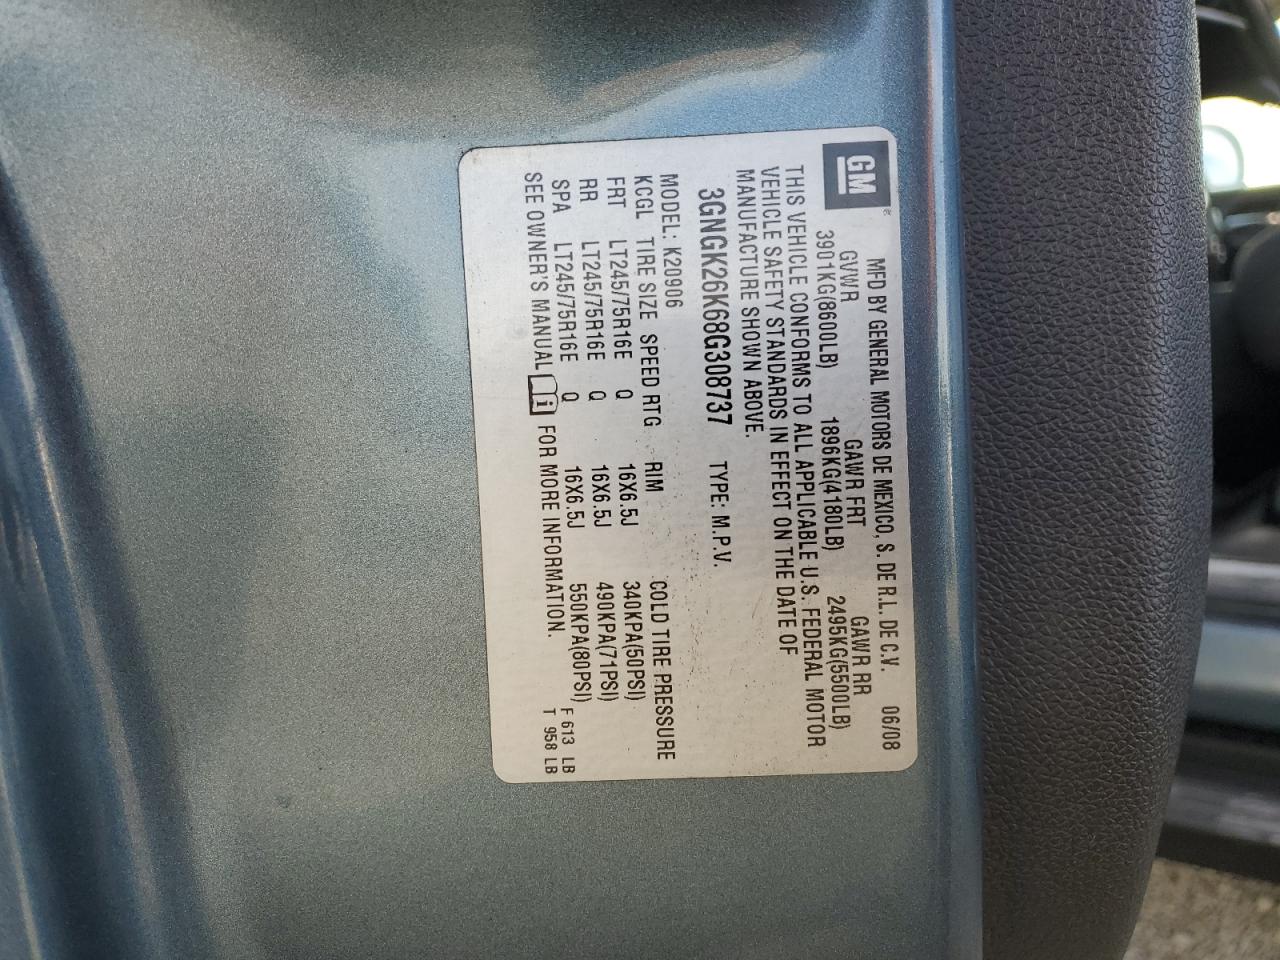 GM®
MFD BY GENERAL MOTORS DE MEXICO, S. DE R.L. DE C.V. 06/08
GVWR GAWR FRT GAWR RR
3901KG(8600LB) 1896KG(4180LB) 2495KG(5500LB)
THIS VEHICLE CONFORMS TO ALL APPLICABLE U.S. FEDERAL MOTOR
VEHICLE SAFETY STANDARDS IN EFFECT ON THE DATE OF
MANUFACTURE SHOWN ABOVE.
3GNGK26K68G308737 TYPE: M.P.V.
MODEL: K20906
KCGL TIRE SIZE SPEED RTG RIM COLD TIRE PRESSURE
FRT LT245/75R16E Q 16X6.5J 340KPA(50PSI)
RR LT245/75R16E Q 16X6.5J 490KPA(71PSI)
SPA LT245/75R16E Q 16X6.5J 550KPA(80PSI)
SEE OWNER'S MANUAL i FOR MORE INFORMATION.
F 613 LB
T 958 LB